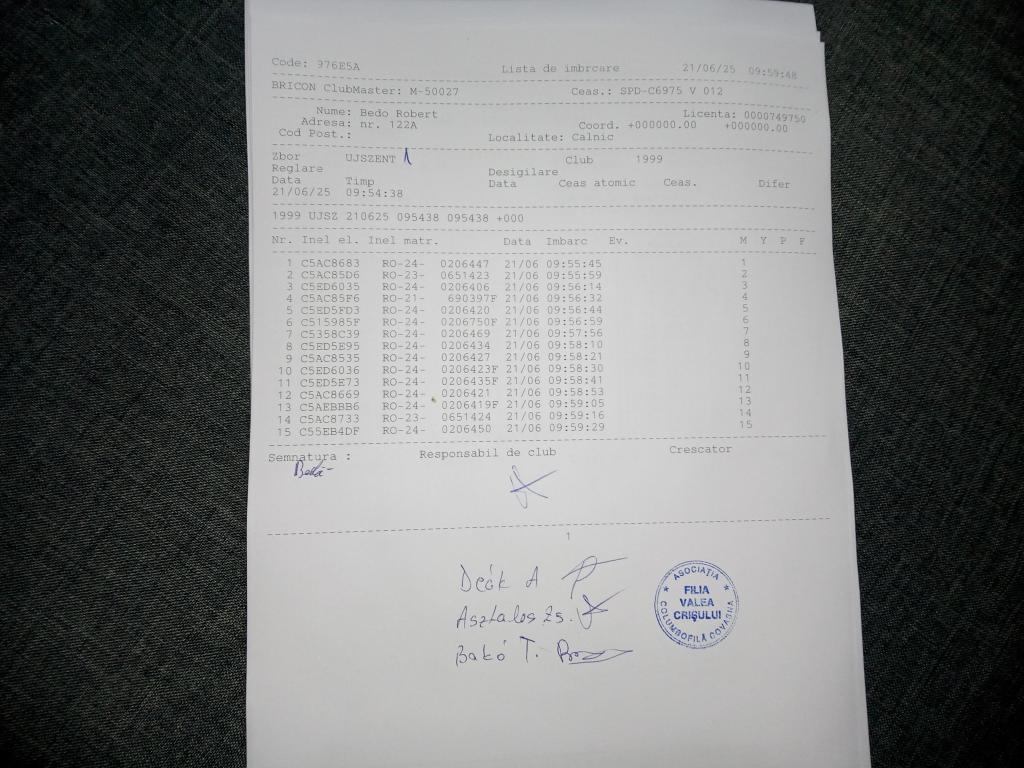 Code: 376E5A Lista de imbrcare 21/06/25 09:59:48
BRICON ClubMaster: M-50027 Ceas.: SPD-C6975 V 012
Nume: Bedo Robert Licenta: 0000749750
Adresa: nr. 122A Coord. +000000.00 +000000.00
Cod Post.: Localitate: Calnic
Zbor UJSZENT 1 Club 1999
Reglare Desigilare
Data Timp Data Ceas atomic Ceas. Difer
21/06/25 09:54:38
1999 UJSZ 210625 095438 095438 +000
Nr. Inel el. Inel matr. Data Imbarc Ev. M Y P F
1 C5AC8683 RO-24- 0206447 21/06 09:55:45 1
2 C5AC85D6 RO-23- 0651423 21/06 09:55:59 2
3 C5ED6035 RO-24- 0206406 21/06 09:56:14 3
4 C5AC85F6 RO-21- 690397F 21/06 09:56:32 4
5 C5ED5FD3 RO-24- 0206420 21/06 09:56:44 5
6 C515985F RO-24- 0206750F 21/06 09:56:59 6
7 C5358C39 RO-24- 0206469 21/06 09:57:56 7
8 C5ED5E95 RO-24- 0206434 21/06 09:58:10 8
9 C5AC8535 RO-24- 0206427 21/06 09:58:21 9
10 C5ED6036 RO-24- 0206423F 21/06 09:58:30 10
11 C5ED5E73 RO-24- 0206435F 21/06 09:58:41 11
12 C5AC8669 RO-24- 0206421 21/06 09:58:53 12
13 C5AEBBB6 RO-24- 0206419F 21/06 09:59:05 13
14 C5AC8733 RO-23- 0651424 21/06 09:59:16 14
15 C55EB4DF RO-24- 0206450 21/06 09:59:29 15
Semnatura : Responsabil de club Crescator
1
Deák A
Asztalos Zs.
Bakó T.
ASOCIAȚIA
FILIA
VALEA
CRIȘULUI
COLUMBOFILĂ COVASNA